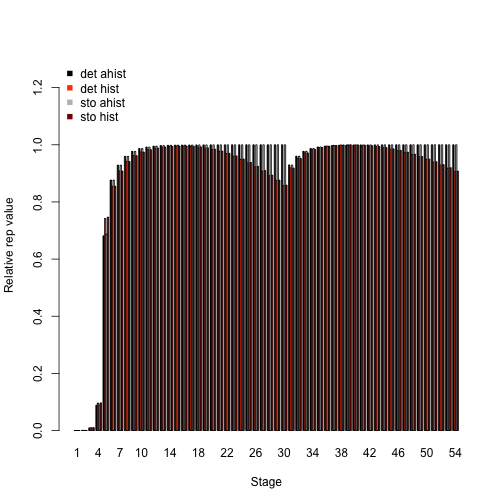 det ahist
det hist
sto ahist
sto hist
Relative rep value
0.0 0.2 0.4 0.6 0.8 1.0 1.2
1 4 7 10 14 18 22 26 30 34 38 42 46 50 54
Stage